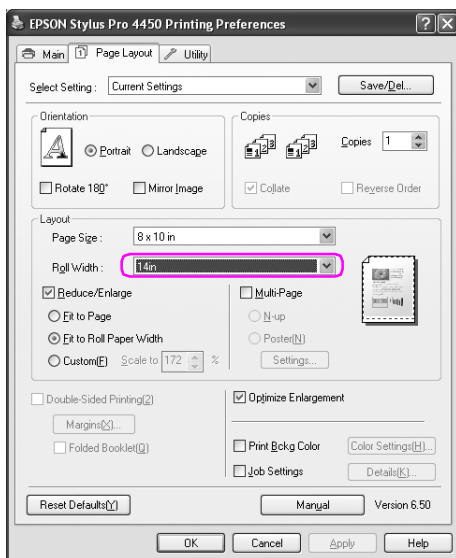 EPSON Stylus Pro 4450 Printing Preferences
Main Page Layout Utility
Select Setting : Current Settings Save/Del...
Orientation
Portrait Landscape
Rotate 180° Mirror Image
Copies
Copies 1
Collate Reverse Order
Layout
Page Size : 8 x 10 in
Roll Width : 14in
Reduce/Enlarge
Fit to Page
Fit to Roll Paper Width
Custom(F) Scale to 172 %
Multi-Page
N-up
Poster(N)
Settings...
Double-Sided Printing(2)
Margins(X)...
Folded Booklet(Q)
Optimize Enlargement
Print Bckg Color Color Settings(H)...
Job Settings Details(K)...
Reset Defaults(Y) Manual Version 6.50
OK Cancel Apply Help